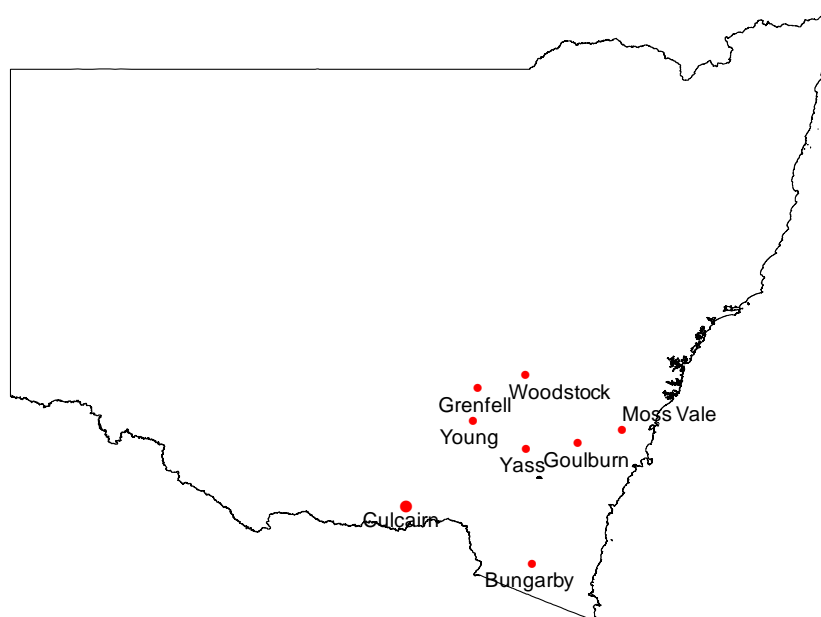 Woodstock
Grenfell
Moss Vale
Young
Yass
Goulburn
Culcairn
Bungarby